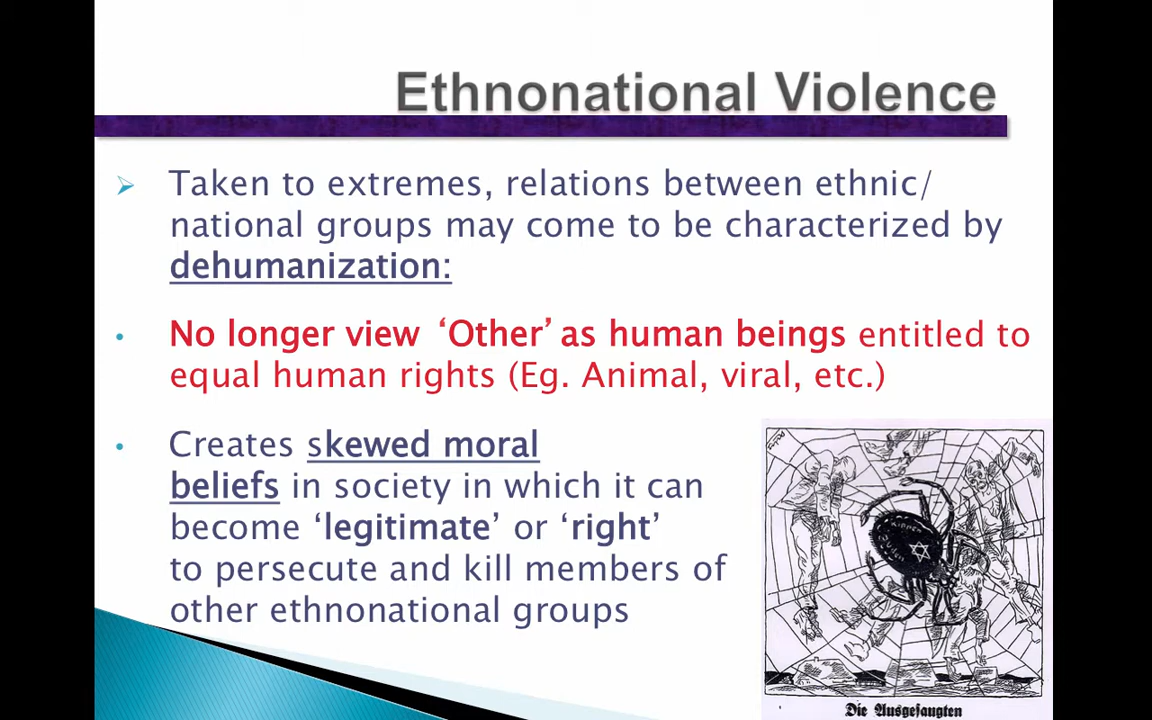 Ethnonational Violence
Taken to extremes, relations between ethnic/
national groups may come to be characterized by
dehumanization:
No longer view ‘Other’ as human beings entitled to
equal human rights (Eg. Animal, viral, etc.)
Creates skewed moral
beliefs in society in which it can
become ‘legitimate’ or ‘right’
to persecute and kill members of
other ethnonational groups
Die Ausgesaugten